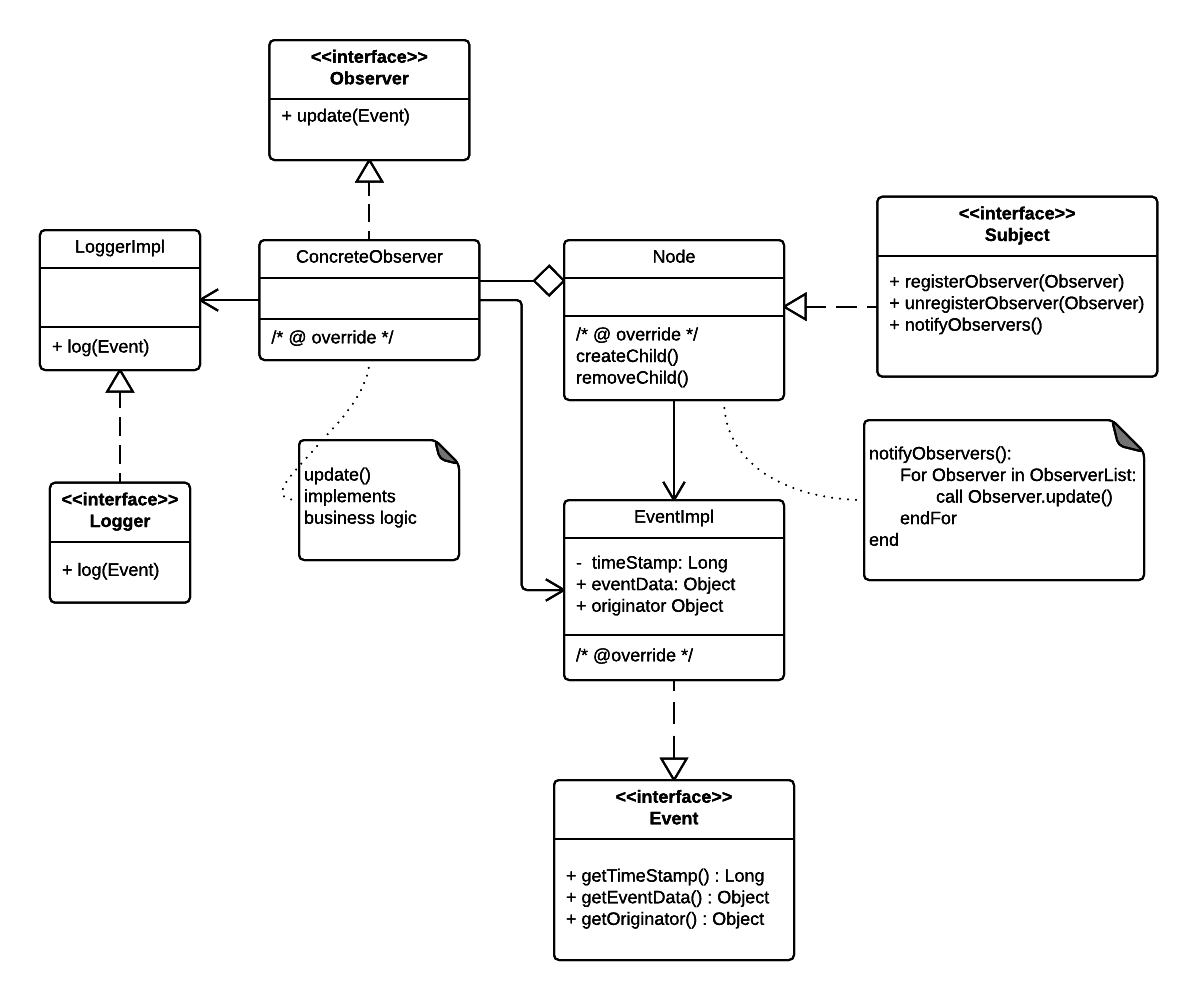 <<interface>>
Observer
+ update(Event)
LoggerImpl
+ log(Event)
ConcreteObserver
/* @ override */
Node
/* @ override */
createChild()
removeChild()
<<interface>>
Subject
+ registerObserver(Observer)
+ unregisterObserver(Observer)
+ notifyObservers()
<<interface>>
Logger
+ log(Event)
update()
implements
business logic
EventImpl
- timeStamp: Long
+ eventData: Object
+ originator Object
/* @override */
notifyObservers():
For Observer in ObserverList:
call Observer.update()
endFor
end
<<interface>>
Event
+ getTimeStamp() : Long
+ getEventData() : Object
+ getOriginator() : Object